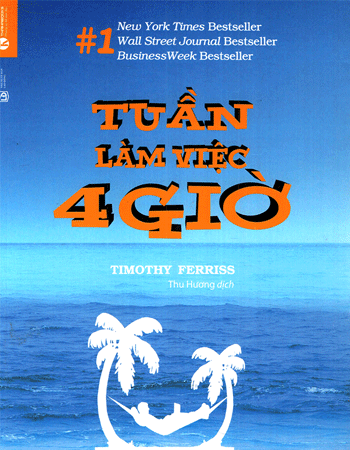 #1 New York Times Bestseller
Wall Street Journal Bestseller
BusinessWeek Bestseller
TUẦN
LÀM VIỆC
4 GIỜ
TIMOTHY FERRISS
Thu Hương dịch